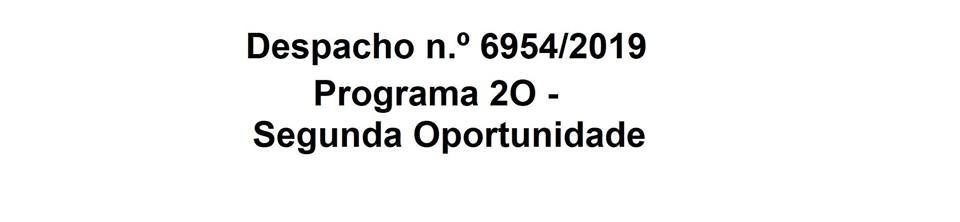 Despacho n.º 6954/2019
Programa 2O -
Segunda Oportunidade